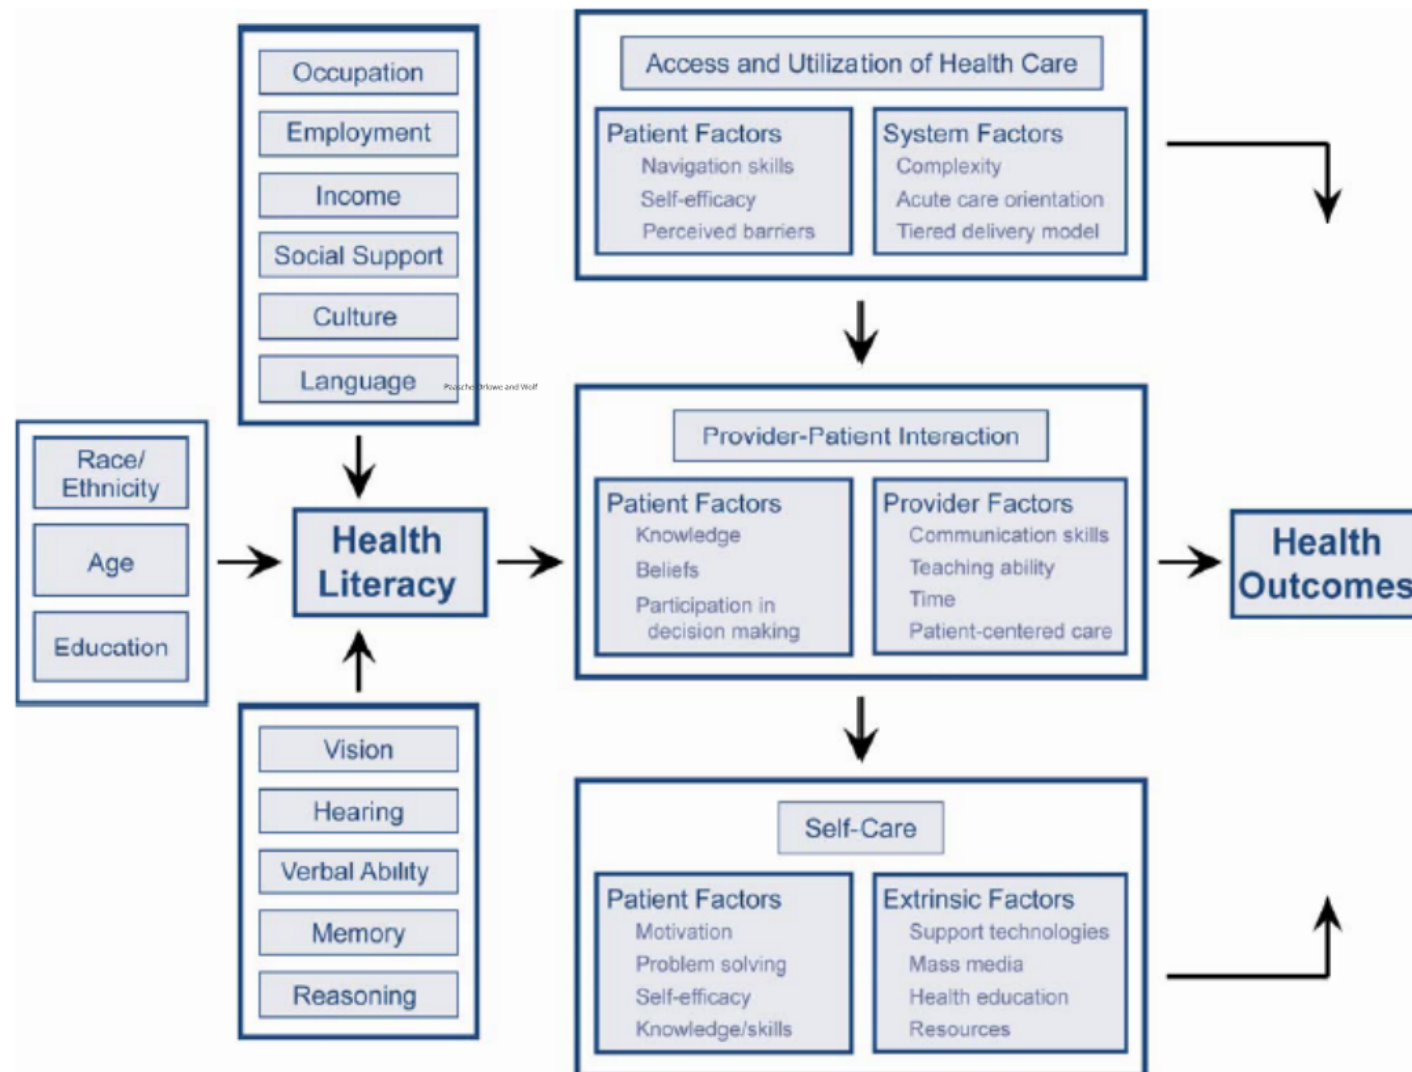 Occupation
Employment
Income
Social Support
Culture
Language
Paasche-Orlowe and Wolf
Race/
Ethnicity
Age
Education
Health
Literacy
Vision
Hearing
Verbal Ability
Memory
Reasoning
Access and Utilization of Health Care
Patient Factors
Navigation skills
Self-efficacy
Perceived barriers
System Factors
Complexity
Acute care orientation
Tiered delivery model
Provider-Patient Interaction
Patient Factors
Knowledge
Beliefs
Participation in
decision making
Provider Factors
Communication skills
Teaching ability
Time
Patient-centered care
Self-Care
Patient Factors
Motivation
Problem solving
Self-efficacy
Knowledge/skills
Extrinsic Factors
Support technologies
Mass media
Health education
Resources
Health
Outcomes